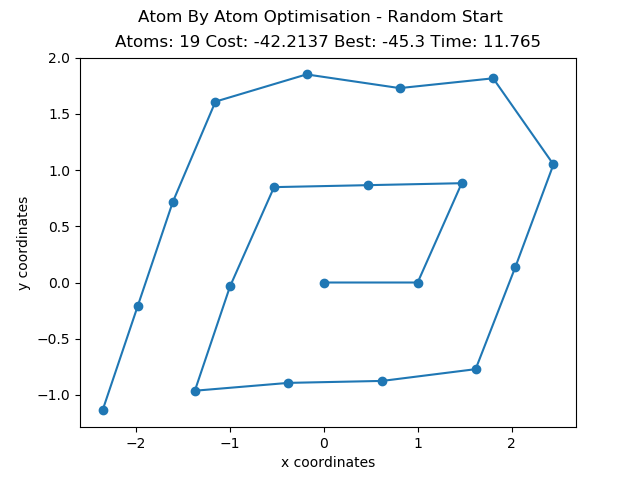 Atom By Atom Optimisation - Random Start
Atoms: 19 Cost: -42.2137 Best: -45.3 Time: 11.765
2.0
1.5
1.0
0.5
0.0
−0.5
−1.0
y coordinates
−2 −1 0 1 2
x coordinates